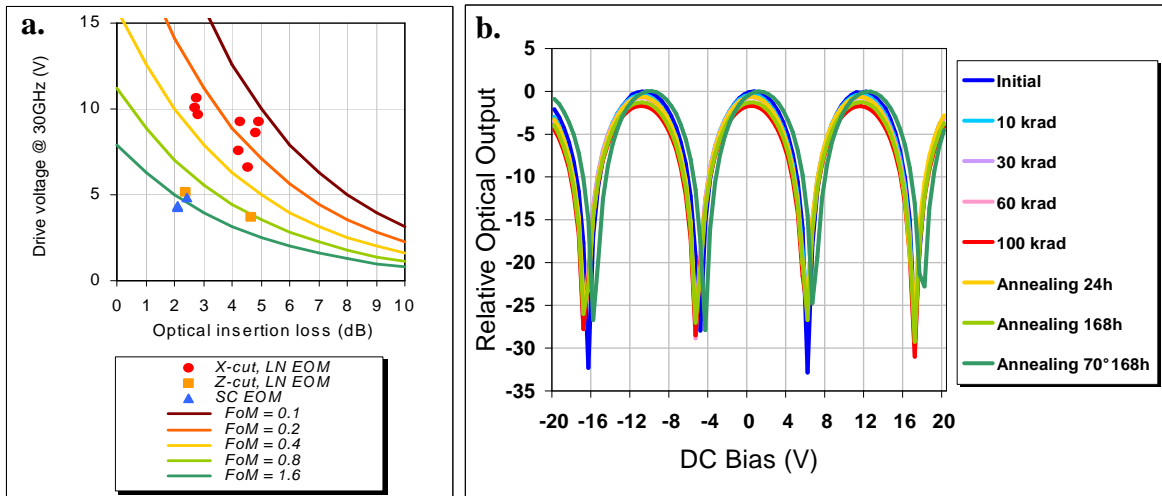 a.
Drive voltage @ 30GHz (V)
15
10
5
0
0 1 2 3 4 5 6 7 8 9 10
Optical insertion loss (dB)
X-cut, LN EOM
Z-cut, LN EOM
SC EOM
FoM = 0.1
FoM = 0.2
FoM = 0.4
FoM = 0.8
FoM = 1.6
b.
Relative Optical Output
5
0
-5
-10
-15
-20
-25
-30
-35
-20 -16 -12 -8 -4 0 4 8 12 16 20
DC Bias (V)
Initial
10 krad
30 krad
60 krad
100 krad
Annealing 24h
Annealing 168h
Annealing 70°168h